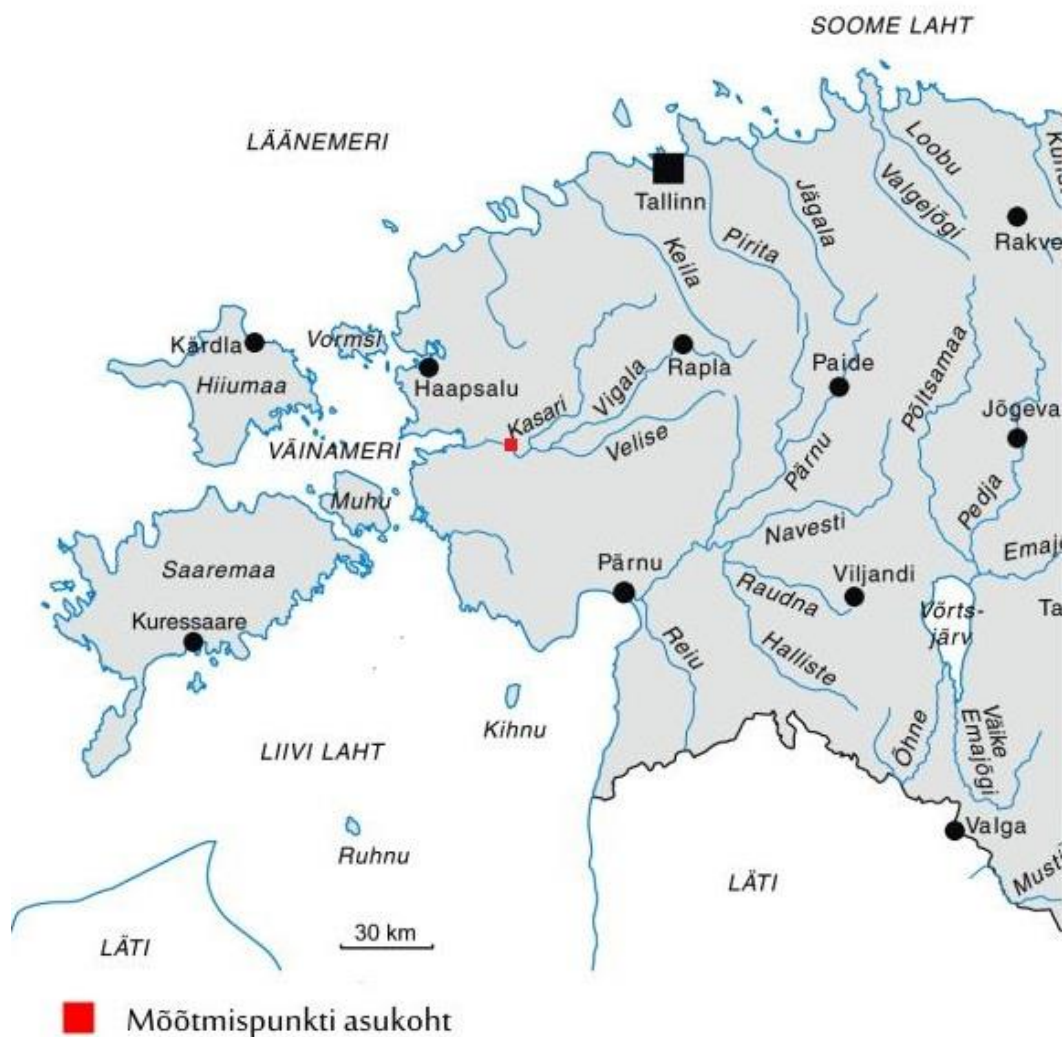 SOOME LAHT
LÄÄNEMERI
Loobu
Kund
Valgejõgi
Tallinn
Jägala
Rakve
Keila
Pirita
Kärdla
Vormsi
Hiiumaa
Haapsalu
Rapla
Paide
Põltsamaa
Kasari
Vigala
Jõgeva
VÄINAMERI
Velise
Pärnu
Pedja
Muhu
Navesti
Emajõ
Saaremaa
Pärnu
Viljandi
Raudna
Kuressaare
Võrts-
järv
Ta
Reiu
Halliste
Kihnu
Õhne
Väike
Emajõgi
LIIVI LAHT
Ruhnu
Valga
LÄTI
Musti
LÄTI
30 km
Mõõtmispunkti asukoht